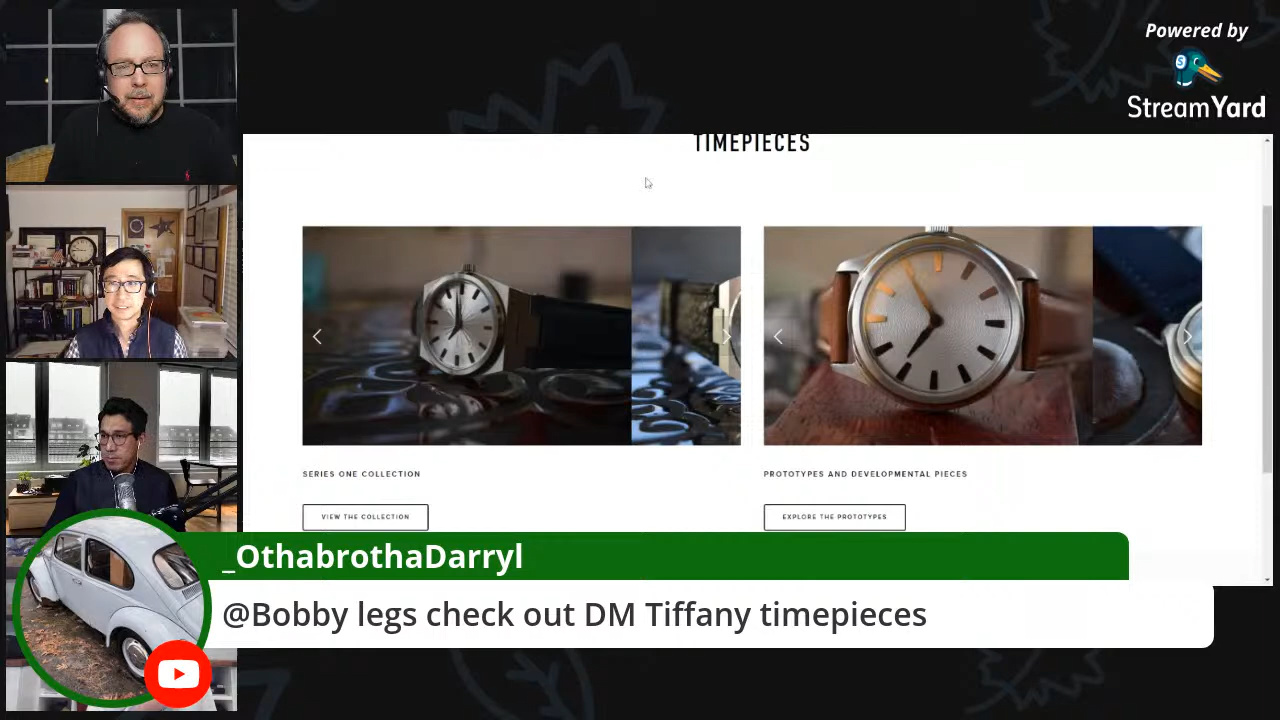 Powered by
StreamYard
TIMEPIECES
SERIES ONE COLLECTION
PROTOTYPES AND DEVELOPMENTAL PIECES
VIEW THE COLLECTION
EXPLORE THE PROTOTYPES
_OthabrothaDarryl
@Bobby legs check out DM Tiffany timepieces